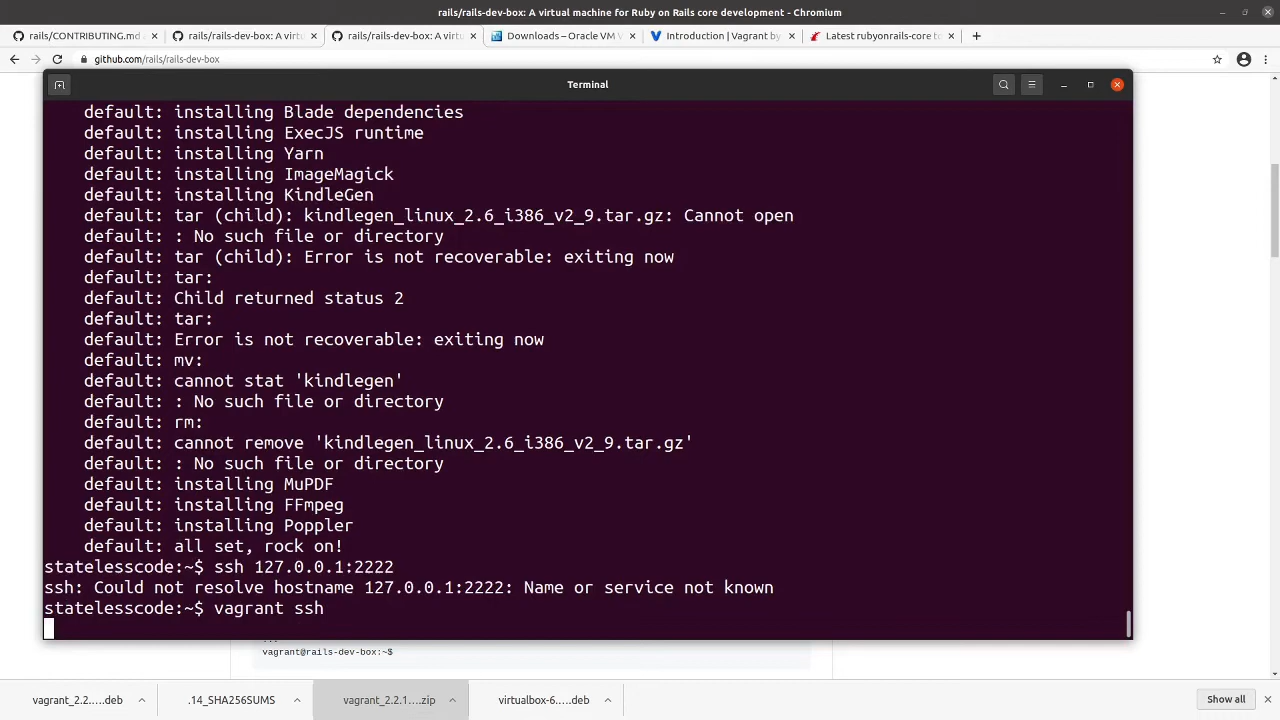 rails/rails-dev-box: A virtual machine for Ruby on Rails core development - Chromium
rails/CONTRIBUTING.md a
rails/rails-dev-box: A virtu
rails/rails-dev-box: A virtu
Downloads – Oracle VM V
Introduction | Vagrant by
Latest rubyonrails-core to
github.com/rails/rails-dev-box
Terminal
default: installing Blade dependencies
default: installing ExecJS runtime
default: installing Yarn
default: installing ImageMagick
default: installing KindleGen
default: tar (child): kindlegen_linux_2.6_i386_v2_9.tar.gz: Cannot open
default: : No such file or directory
default: tar (child): Error is not recoverable: exiting now
default: tar:
default: Child returned status 2
default: tar:
default: Error is not recoverable: exiting now
default: mv:
default: cannot stat 'kindlegen'
default: : No such file or directory
default: rm:
default: cannot remove 'kindlegen_linux_2.6_i386_v2_9.tar.gz'
default: : No such file or directory
default: installing MuPDF
default: installing FFmpeg
default: installing Poppler
default: all set, rock on!
statelesscode:~$ ssh 127.0.0.1:2222
ssh: Could not resolve hostname 127.0.0.1:2222: Name or service not known
statelesscode:~$ vagrant ssh
...
vagrant@rails-dev-box:~$
vagrant_2.2.....deb
.14_SHA256SUMS
vagrant_2.2.1....zip
virtualbox-6.....deb
Show all